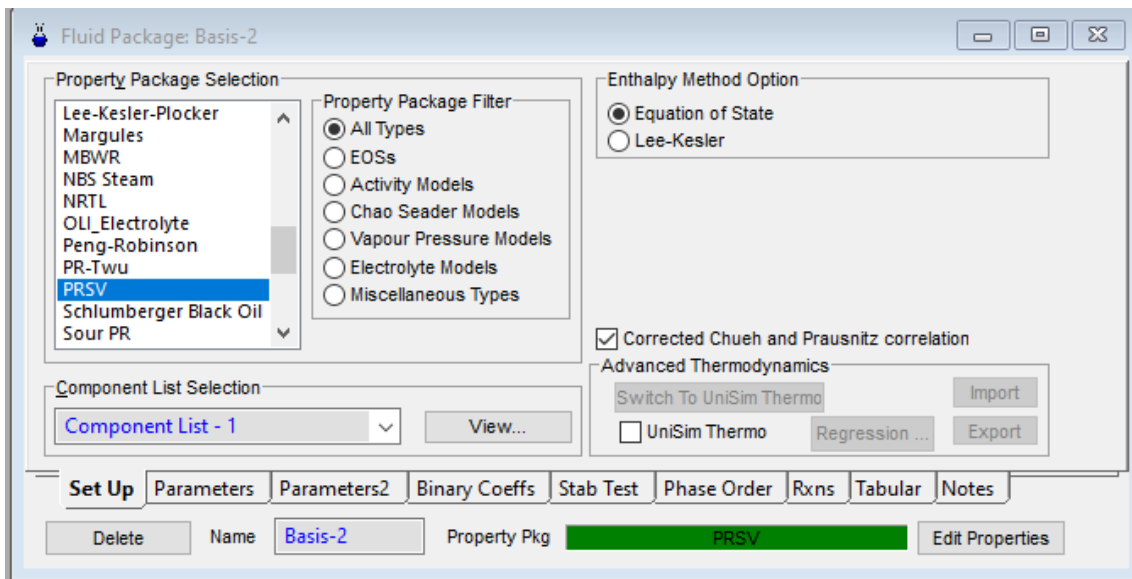 Fluid Package: Basis-2
Property Package Selection
Lee-Kesler-Plocker
Margules
MBWR
NBS Steam
NRTL
OLI_Electrolyte
Peng-Robinson
PR-Twu
PRSV
Schlumberger Black Oil
Sour PR
Property Package Filter
All Types
EOSs
Activity Models
Chao Seader Models
Vapour Pressure Models
Electrolyte Models
Miscellaneous Types
Enthalpy Method Option
Equation of State
Lee-Kesler
Corrected Chueh and Prausnitz correlation
Advanced Thermodynamics
Switch To UniSim Thermo
Import
UniSim Thermo
Regression ...
Export
Component List Selection
Component List - 1
View...
Set Up Parameters Parameters2 Binary Coeffs Stab Test Phase Order Rxns Tabular Notes
Delete Name Basis-2 Property Pkg PRSV Edit Properties